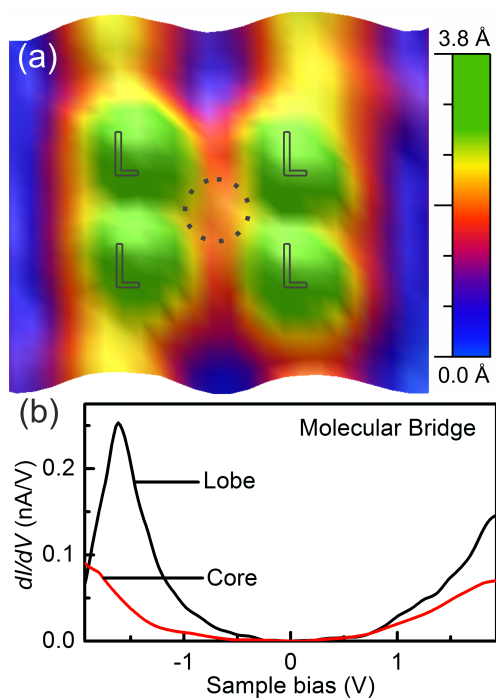 (a)
3.8 Å
L L
L L
0.0 Å
(b)
Molecular Bridge
0.2
Lobe
dI/dV (nA/V)
0.1
Core
0.0
-1 0 1
Sample bias (V)